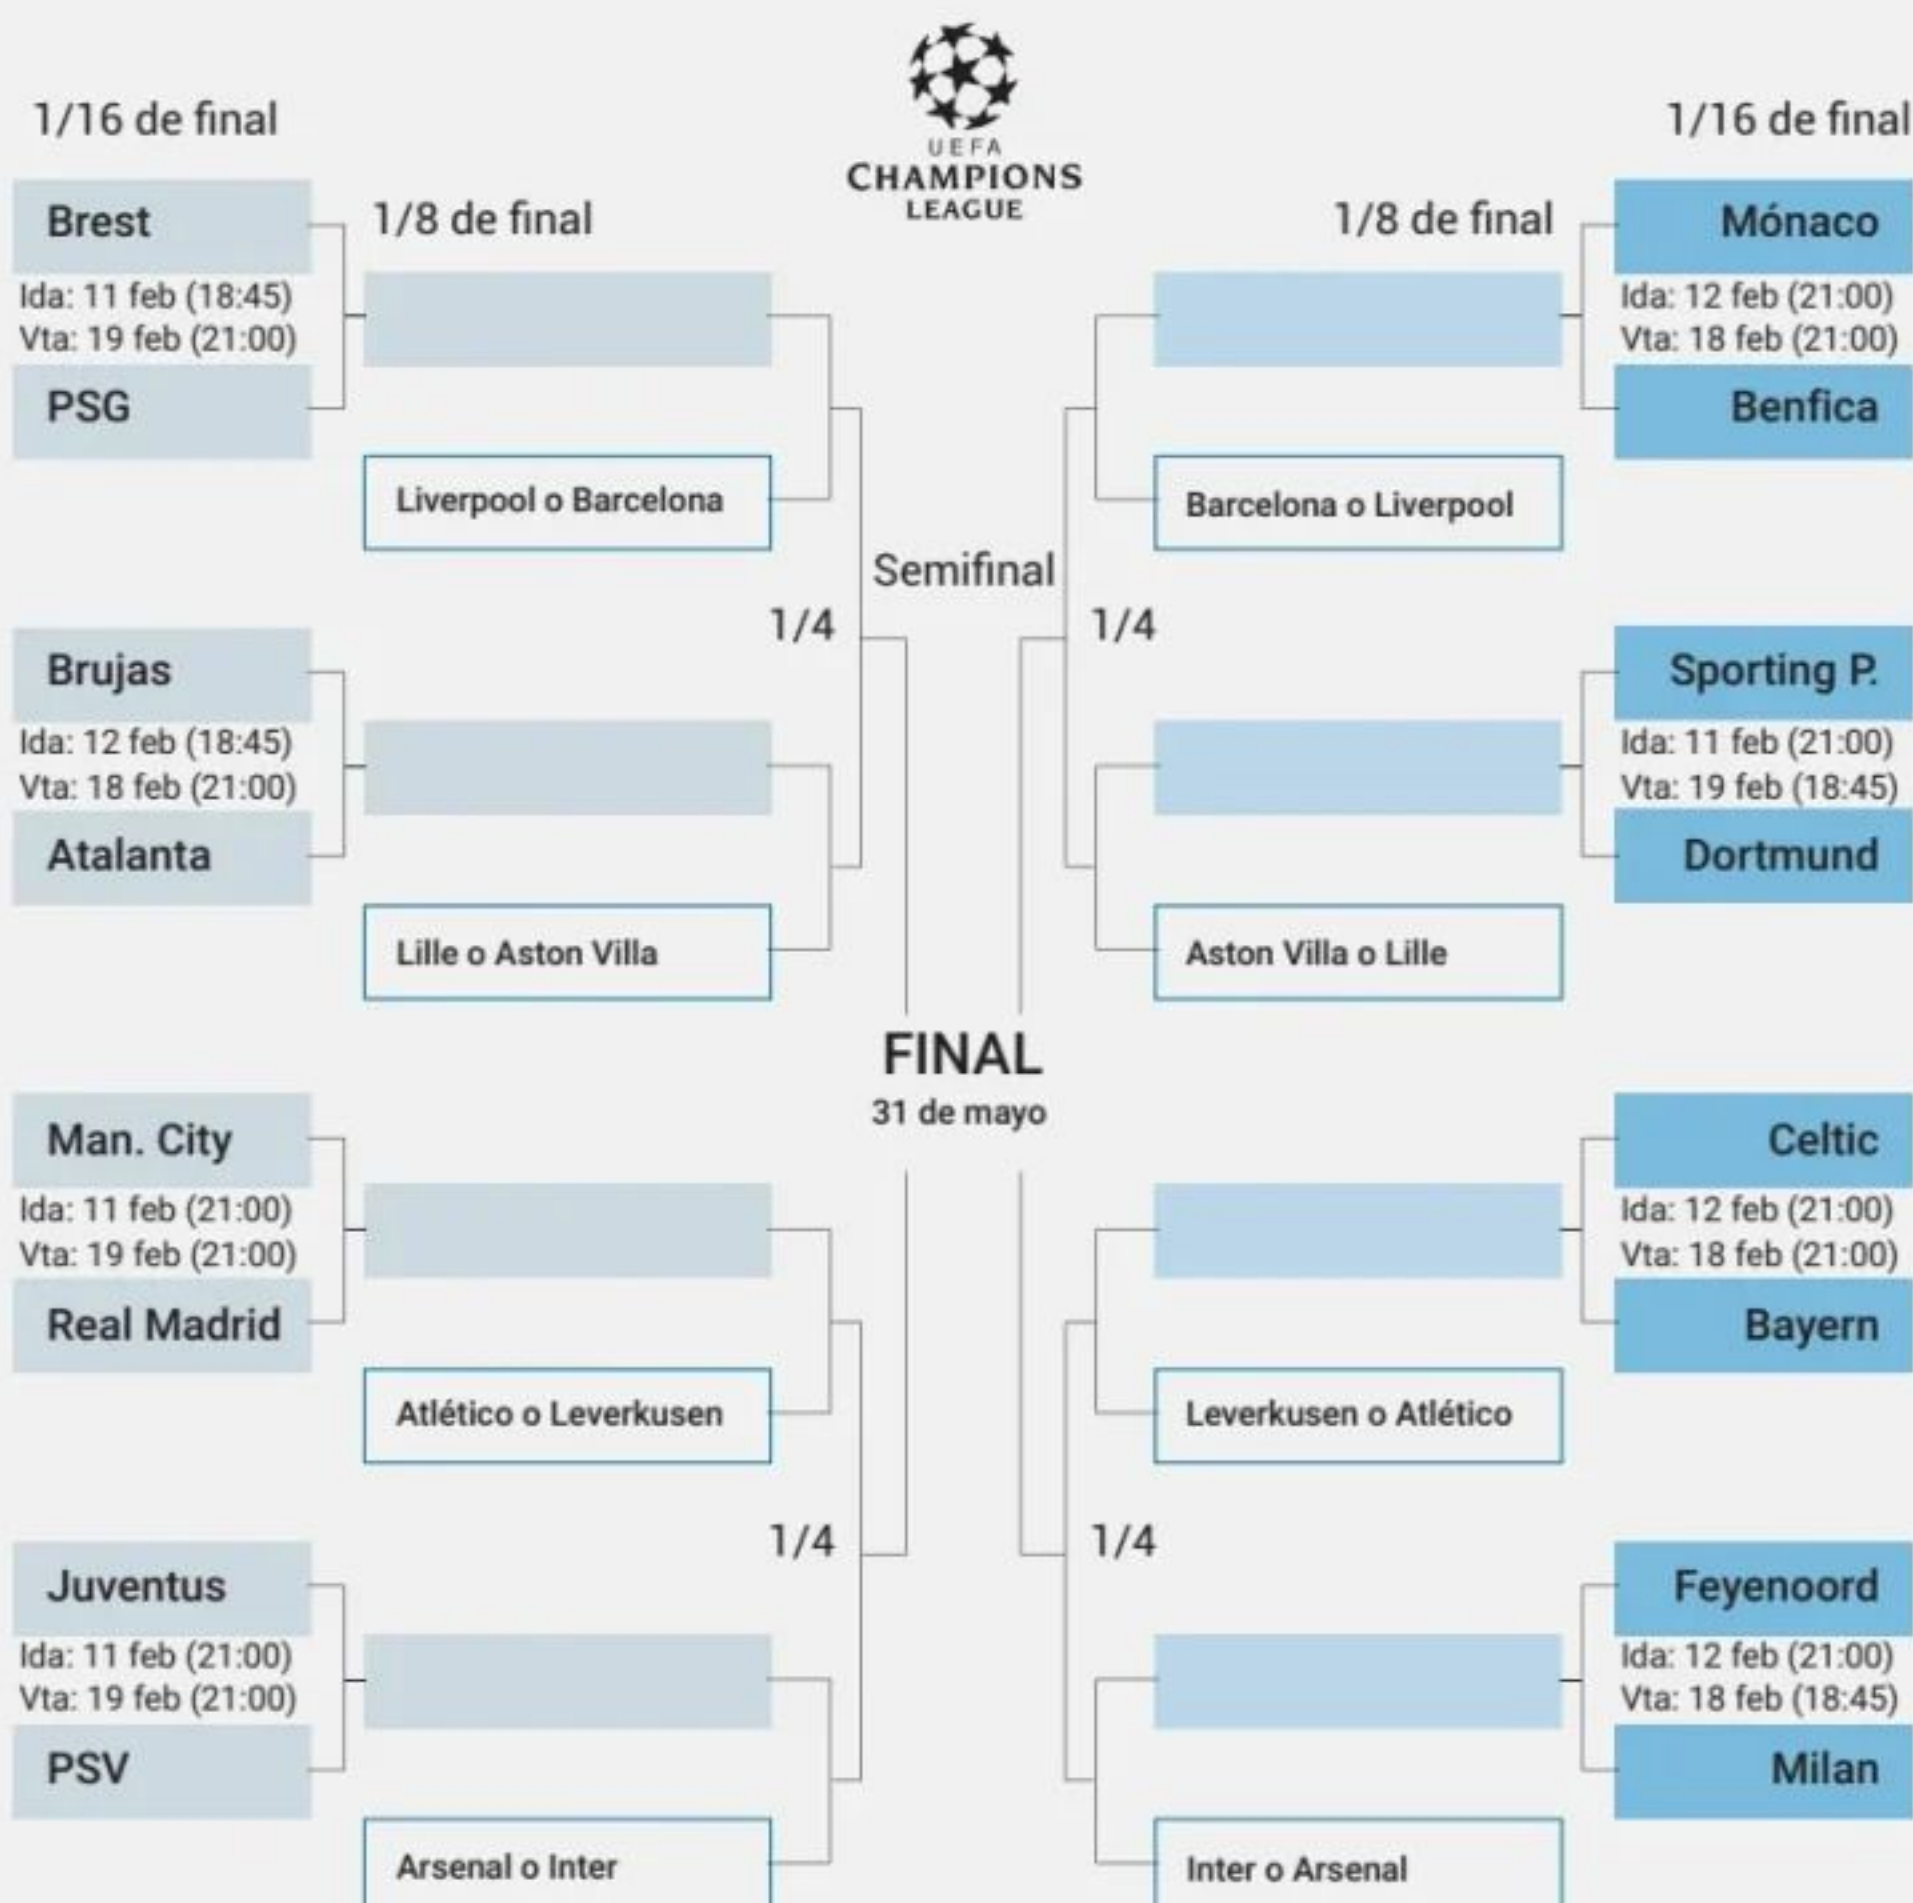 UEFA
CHAMPIONS
LEAGUE
1/16 de final
1/8 de final
Brest
Ida: 11 feb (18:45)
Vta: 19 feb (21:00)
PSG
Liverpool o Barcelona
Brujas
Ida: 12 feb (18:45)
Vta: 18 feb (21:00)
Atalanta
Lille o Aston Villa
1/4
Man. City
Ida: 11 feb (21:00)
Vta: 19 feb (21:00)
Real Madrid
Atlético o Leverkusen
Juventus
Ida: 11 feb (21:00)
Vta: 19 feb (21:00)
PSV
Arsenal o Inter
1/4
Semifinal
FINAL
31 de mayo
1/16 de final
1/8 de final
Mónaco
Ida: 12 feb (21:00)
Vta: 18 feb (21:00)
Benfica
Barcelona o Liverpool
1/4
Sporting P.
Ida: 11 feb (21:00)
Vta: 19 feb (18:45)
Dortmund
Aston Villa o Lille
Celtic
Ida: 12 feb (21:00)
Vta: 18 feb (21:00)
Bayern
Leverkusen o Atlético
1/4
Feyenoord
Ida: 12 feb (21:00)
Vta: 18 feb (18:45)
Milan
Inter o Arsenal